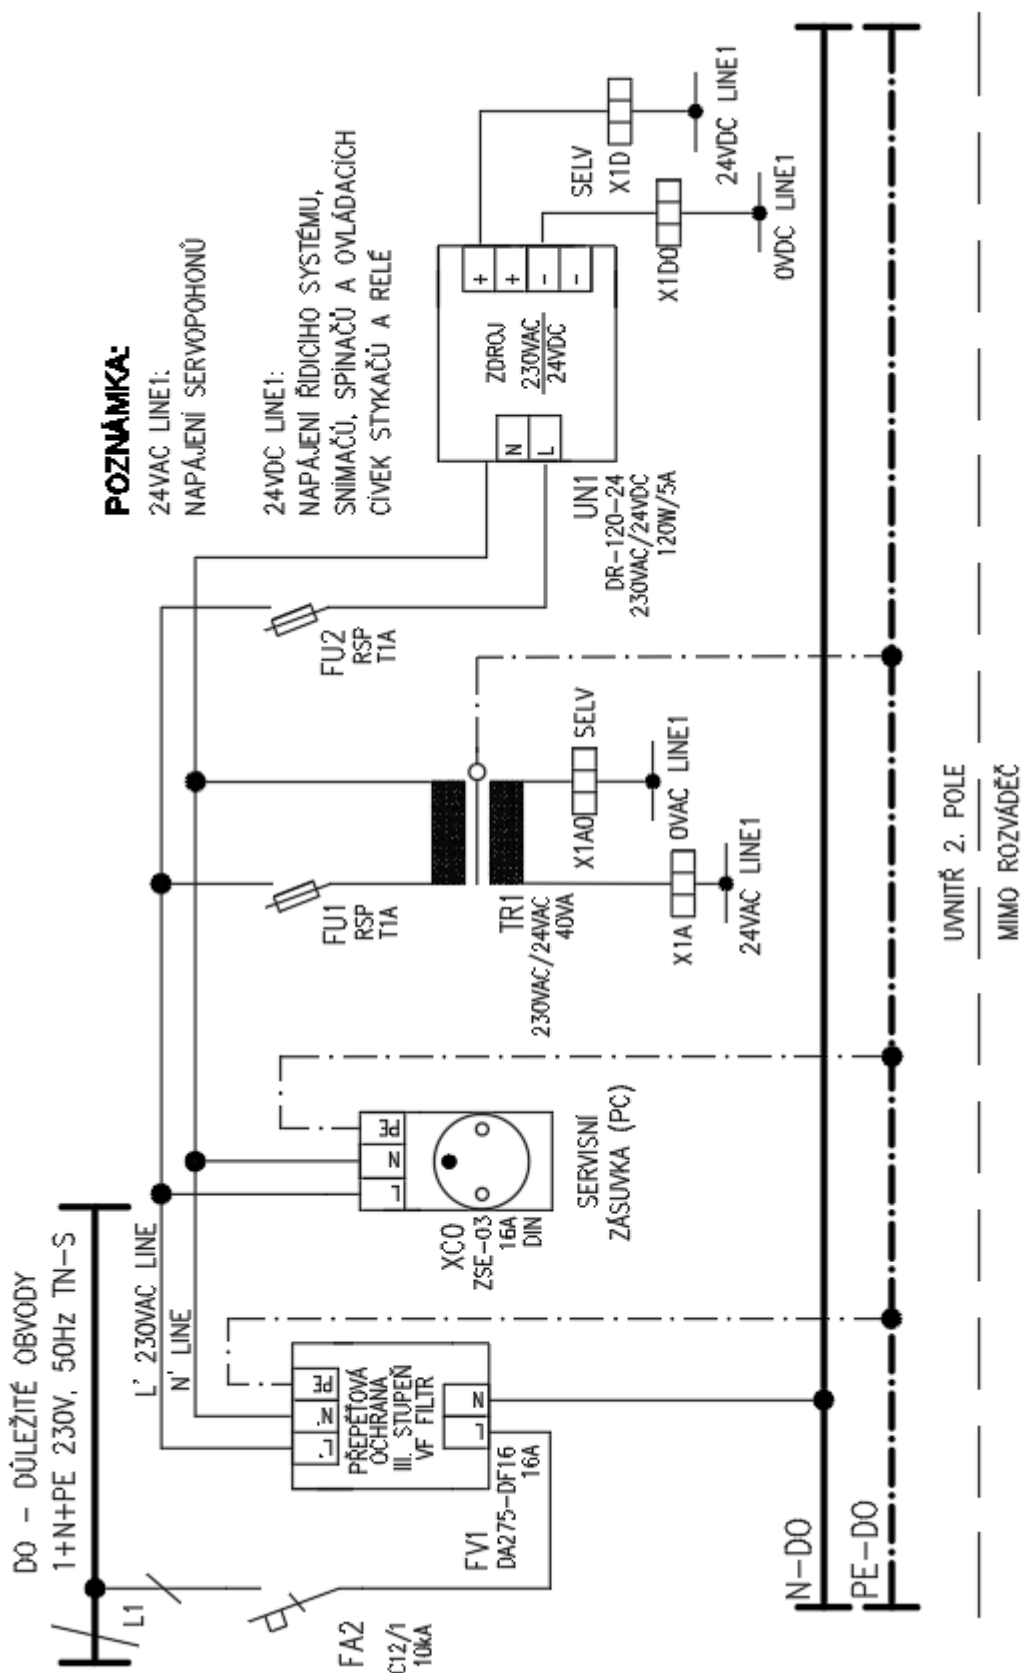 DO – DŮLEŽITÉ OBVODY
1+N+PE 230V, 50Hz TN–S
L1
FA2
C12/1
10kA
L' 230VAC LINE
N' LINE
L'
N'
PE
PŘEPĚŤOVÁ
OCHRANA
III. STUPEŇ
VF FILTR
L
N
FV1
DA275–DF16
16A
L
N
PE
XC0
ZSE–03
16A
DIN
SERVISNÍ
ZÁSUVKA (PC)
FU1
RSP
T1A
TR1
230VAC/24VAC
40VA
X1A0
SELV
X1A
0VAC LINE1
24VAC LINE1
FU2
RSP
T1A
POZNÁMKA:
24VAC LINE1:
NAPÁJENÍ SERVOPOHONŮ
24VDC LINE1:
NAPÁJENÍ ŘIDICIHO SYSTÉMU,
SNÍMAČŮ, SPINAČŮ A OVLÁDACÍCH
CÍVEK STYKAČŮ A RELÉ
N
L
ZDROJ
230VAC
24VDC
+
+
–
–
UN1
DR–120–24
230VAC/24VDC
120W/5A
SELV
X1D
24VDC LINE1
X1D0
0VDC LINE1
N–DO
PE–DO
UVNITŘ 2. POLE
MIMO ROZVÁDĚČ